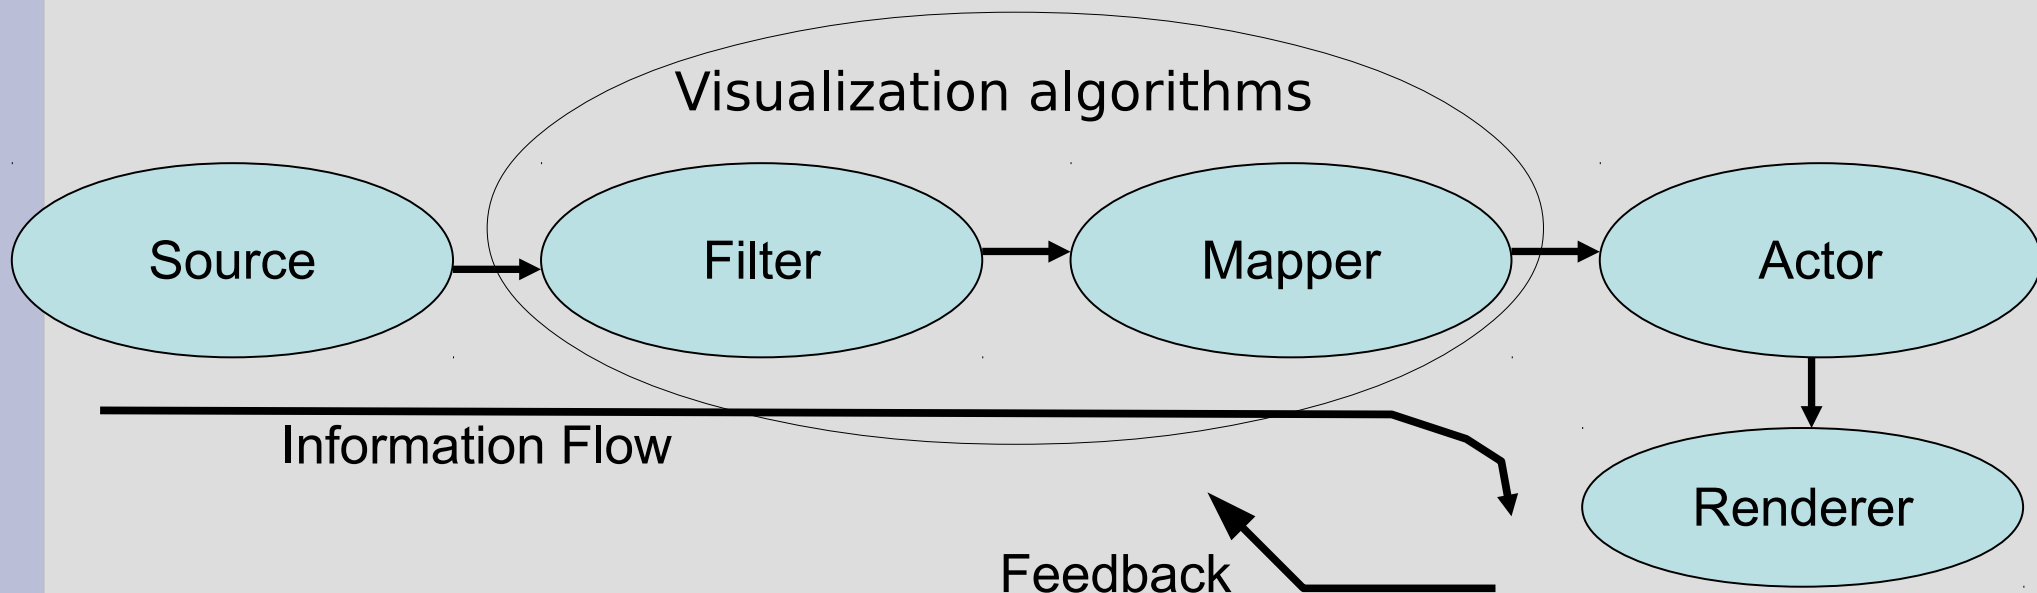 Visualization algorithms
Source
Filter
Mapper
Actor
Information Flow
Renderer
Feedback